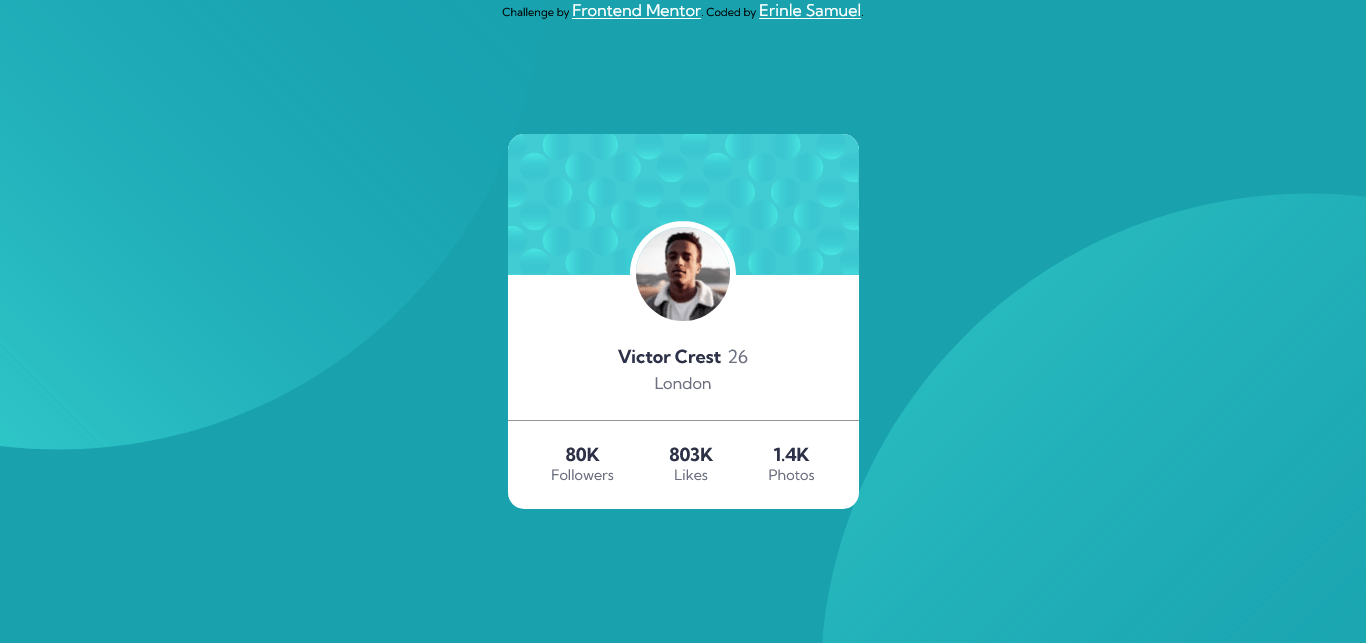 Challenge by Frontend Mentor. Coded by Erinle Samuel.
Victor Crest 26
London
80K 803K 1.4K
Followers Likes Photos